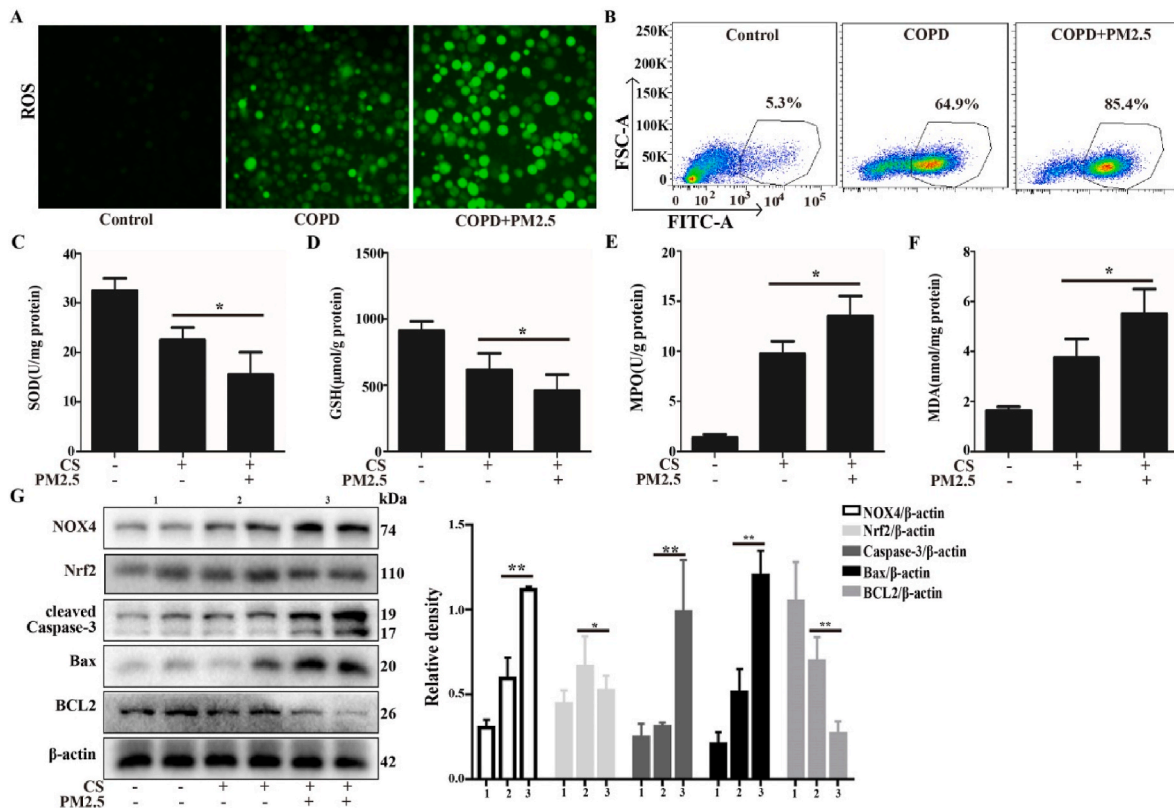 A
ROS
Control
COPD
COPD+PM2.5
B
Control
COPD
COPD+PM2.5
5.3%
64.9%
85.4%
250K
200K
150K
100K
50K
0
FSC-A
0 10² 10³ 10⁴ 10⁵
FITC-A
C
SOD(U/mg protein)
40
30
20
10
0
*
CS - + +
PM2.5 - - +
D
GSH(μmol/g protein)
1500
1000
500
0
*
- + +
- - +
E
MPO(U/g protein)
20
15
10
5
0
*
CS - + +
PM2.5 - - +
F
MDA(nmol/mg protein)
8
6
4
2
0
*
CS - + +
PM2.5 - - +
G
1 2 3 kDa
NOX4 74
Nrf2 110
cleaved
Caspase-3
19
17
Bax 20
BCL2 26
β-actin 42
CS - - + + + +
PM2.5 - - - - + +
Relative density
1.5
1.0
0.5
0.0
** * ** ** **
1 2 3 1 2 3 1 2 3 1 2 3 1 2 3
NOX4/β-actin
Nrf2/β-actin
Caspase-3/β-actin
Bax/β-actin
BCL2/β-actin